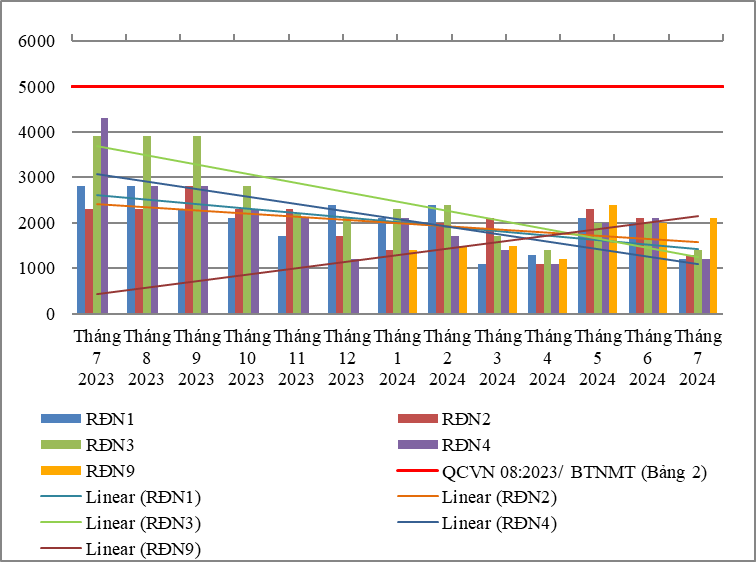 6000
5000
4000
3000
2000
1000
0
Tháng Tháng Tháng Tháng Tháng Tháng Tháng Tháng Tháng Tháng Tháng Tháng Tháng
7 8 9 10 11 12 1 2 3 4 5 6 7
2023 2023 2023 2023 2023 2023 2024 2024 2024 2024 2024 2024 2024
RĐN1 RĐN2
RĐN3 RĐN4
RĐN9 QCVN 08:2023/ BTNMT (Bảng 2)
Linear (RĐN1) Linear (RĐN2)
Linear (RĐN3) Linear (RĐN4)
Linear (RĐN9)